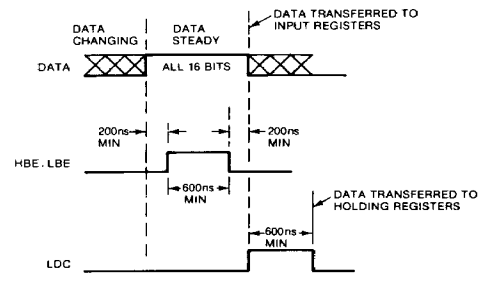 DATA CHANGING
DATA STEADY
DATA TRANSFERRED TO
INPUT REGISTERS
DATA
ALL 16 BITS
200ns
MIN
200ns
MIN
HBE. LBE
600ns
MIN
DATA TRANSFERRED TO
HOLDING REGISTERS
600ns
MIN
LDC